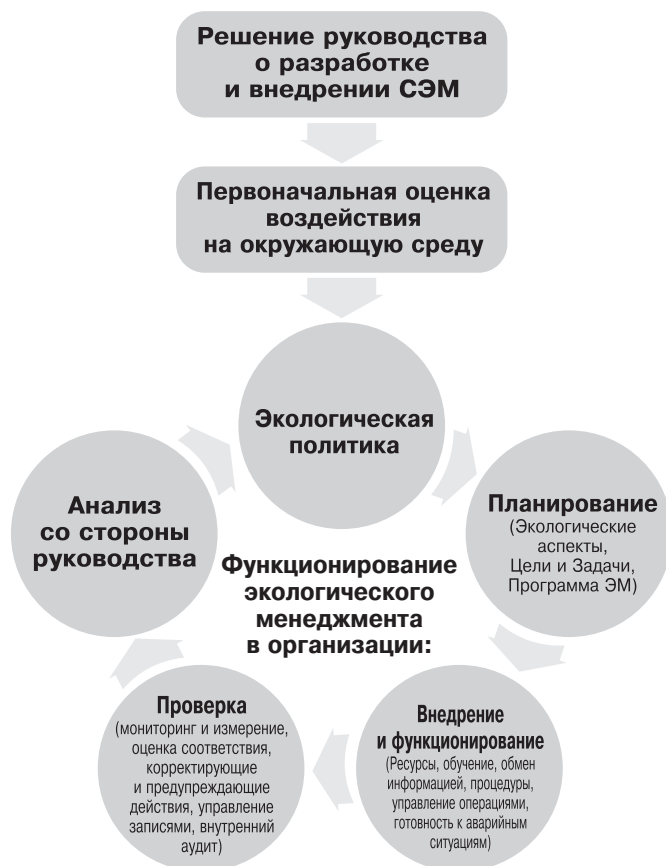 Решение руководства
о разработке
и внедрении СЭМ
Первоначальная оценка
воздействия
на окружающую среду
Экологическая
политика
Планирование
(Экологические
аспекты,
Цели и Задачи,
Программа ЭМ)
Внедрение
и функционирование
(Ресурсы, обучение, обмен
информацией, процедуры,
управление операциями,
готовность к аварийным
ситуациям)
Проверка
(мониторинг и измерение,
оценка соответствия,
корректирующие
и предупреждающие
действия, управление
записями, внутренний
аудит)
Анализ
со стороны
руководства
Функционирование
экологического
менеджмента
в организации: